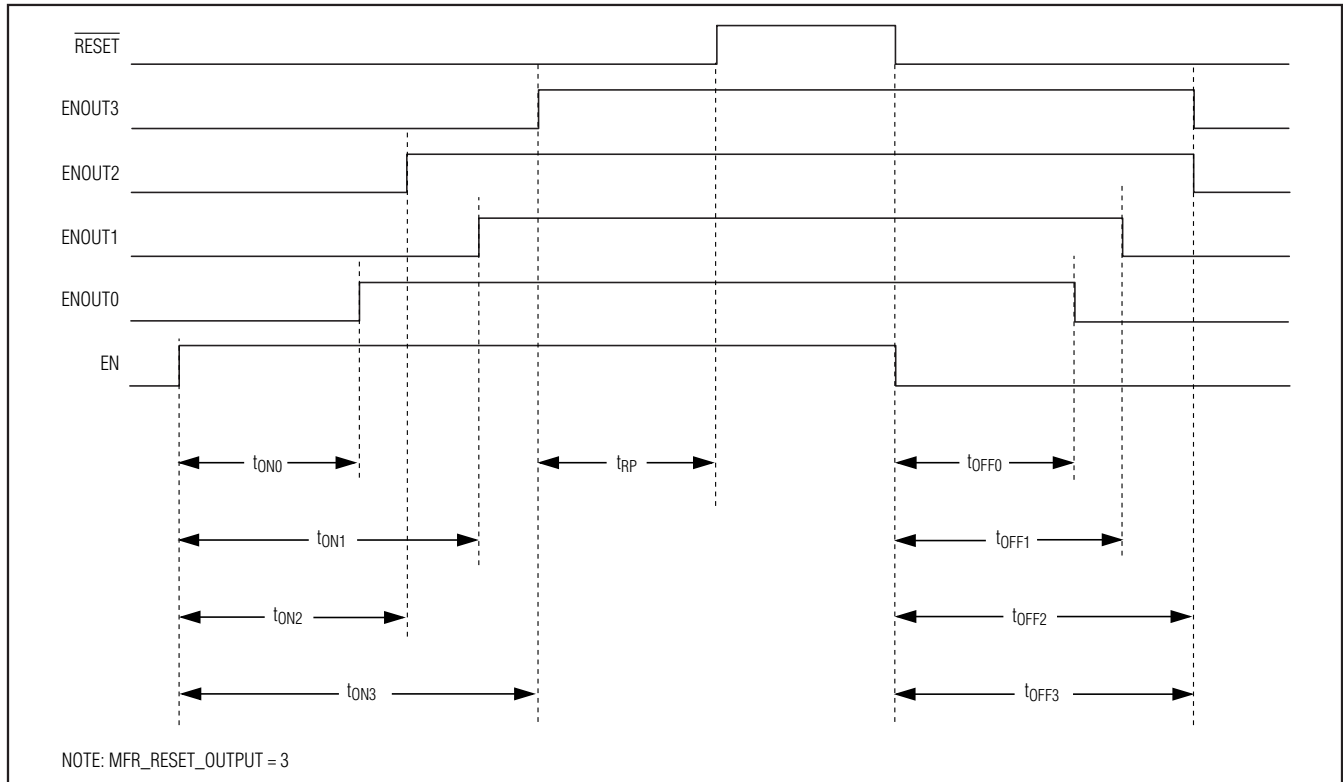 RESET
ENOUT3
ENOUT2
ENOUT1
ENOUT0
EN
tON0
tRP
tOFF0
tON1
tOFF1
tON2
tOFF2
tON3
tOFF3
NOTE: MFR_RESET_OUTPUT = 3